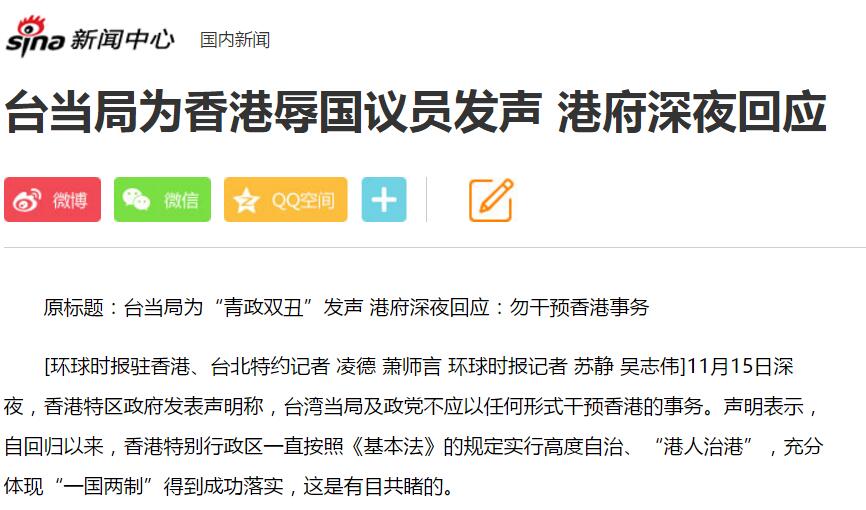 sina 新闻中心 国内新闻
台当局为香港辱国议员发声 港府深夜回应
微博 微信 QQ空间
原标题：台当局为“青政双丑”发声 港府深夜回应：勿干预香港事务
[环球时报驻香港、台北特约记者 凌德 萧师言 环球时报记者 苏静 吴志伟]11月15日深
夜，香港特区政府发表声明称，台湾当局及政党不应以任何形式干预香港的事务。声明表示，
自回归以来，香港特别行政区一直按照《基本法》的规定实行高度自治、“港人治港”，充分
体现“一国两制”得到成功落实，这是有目共睹的。